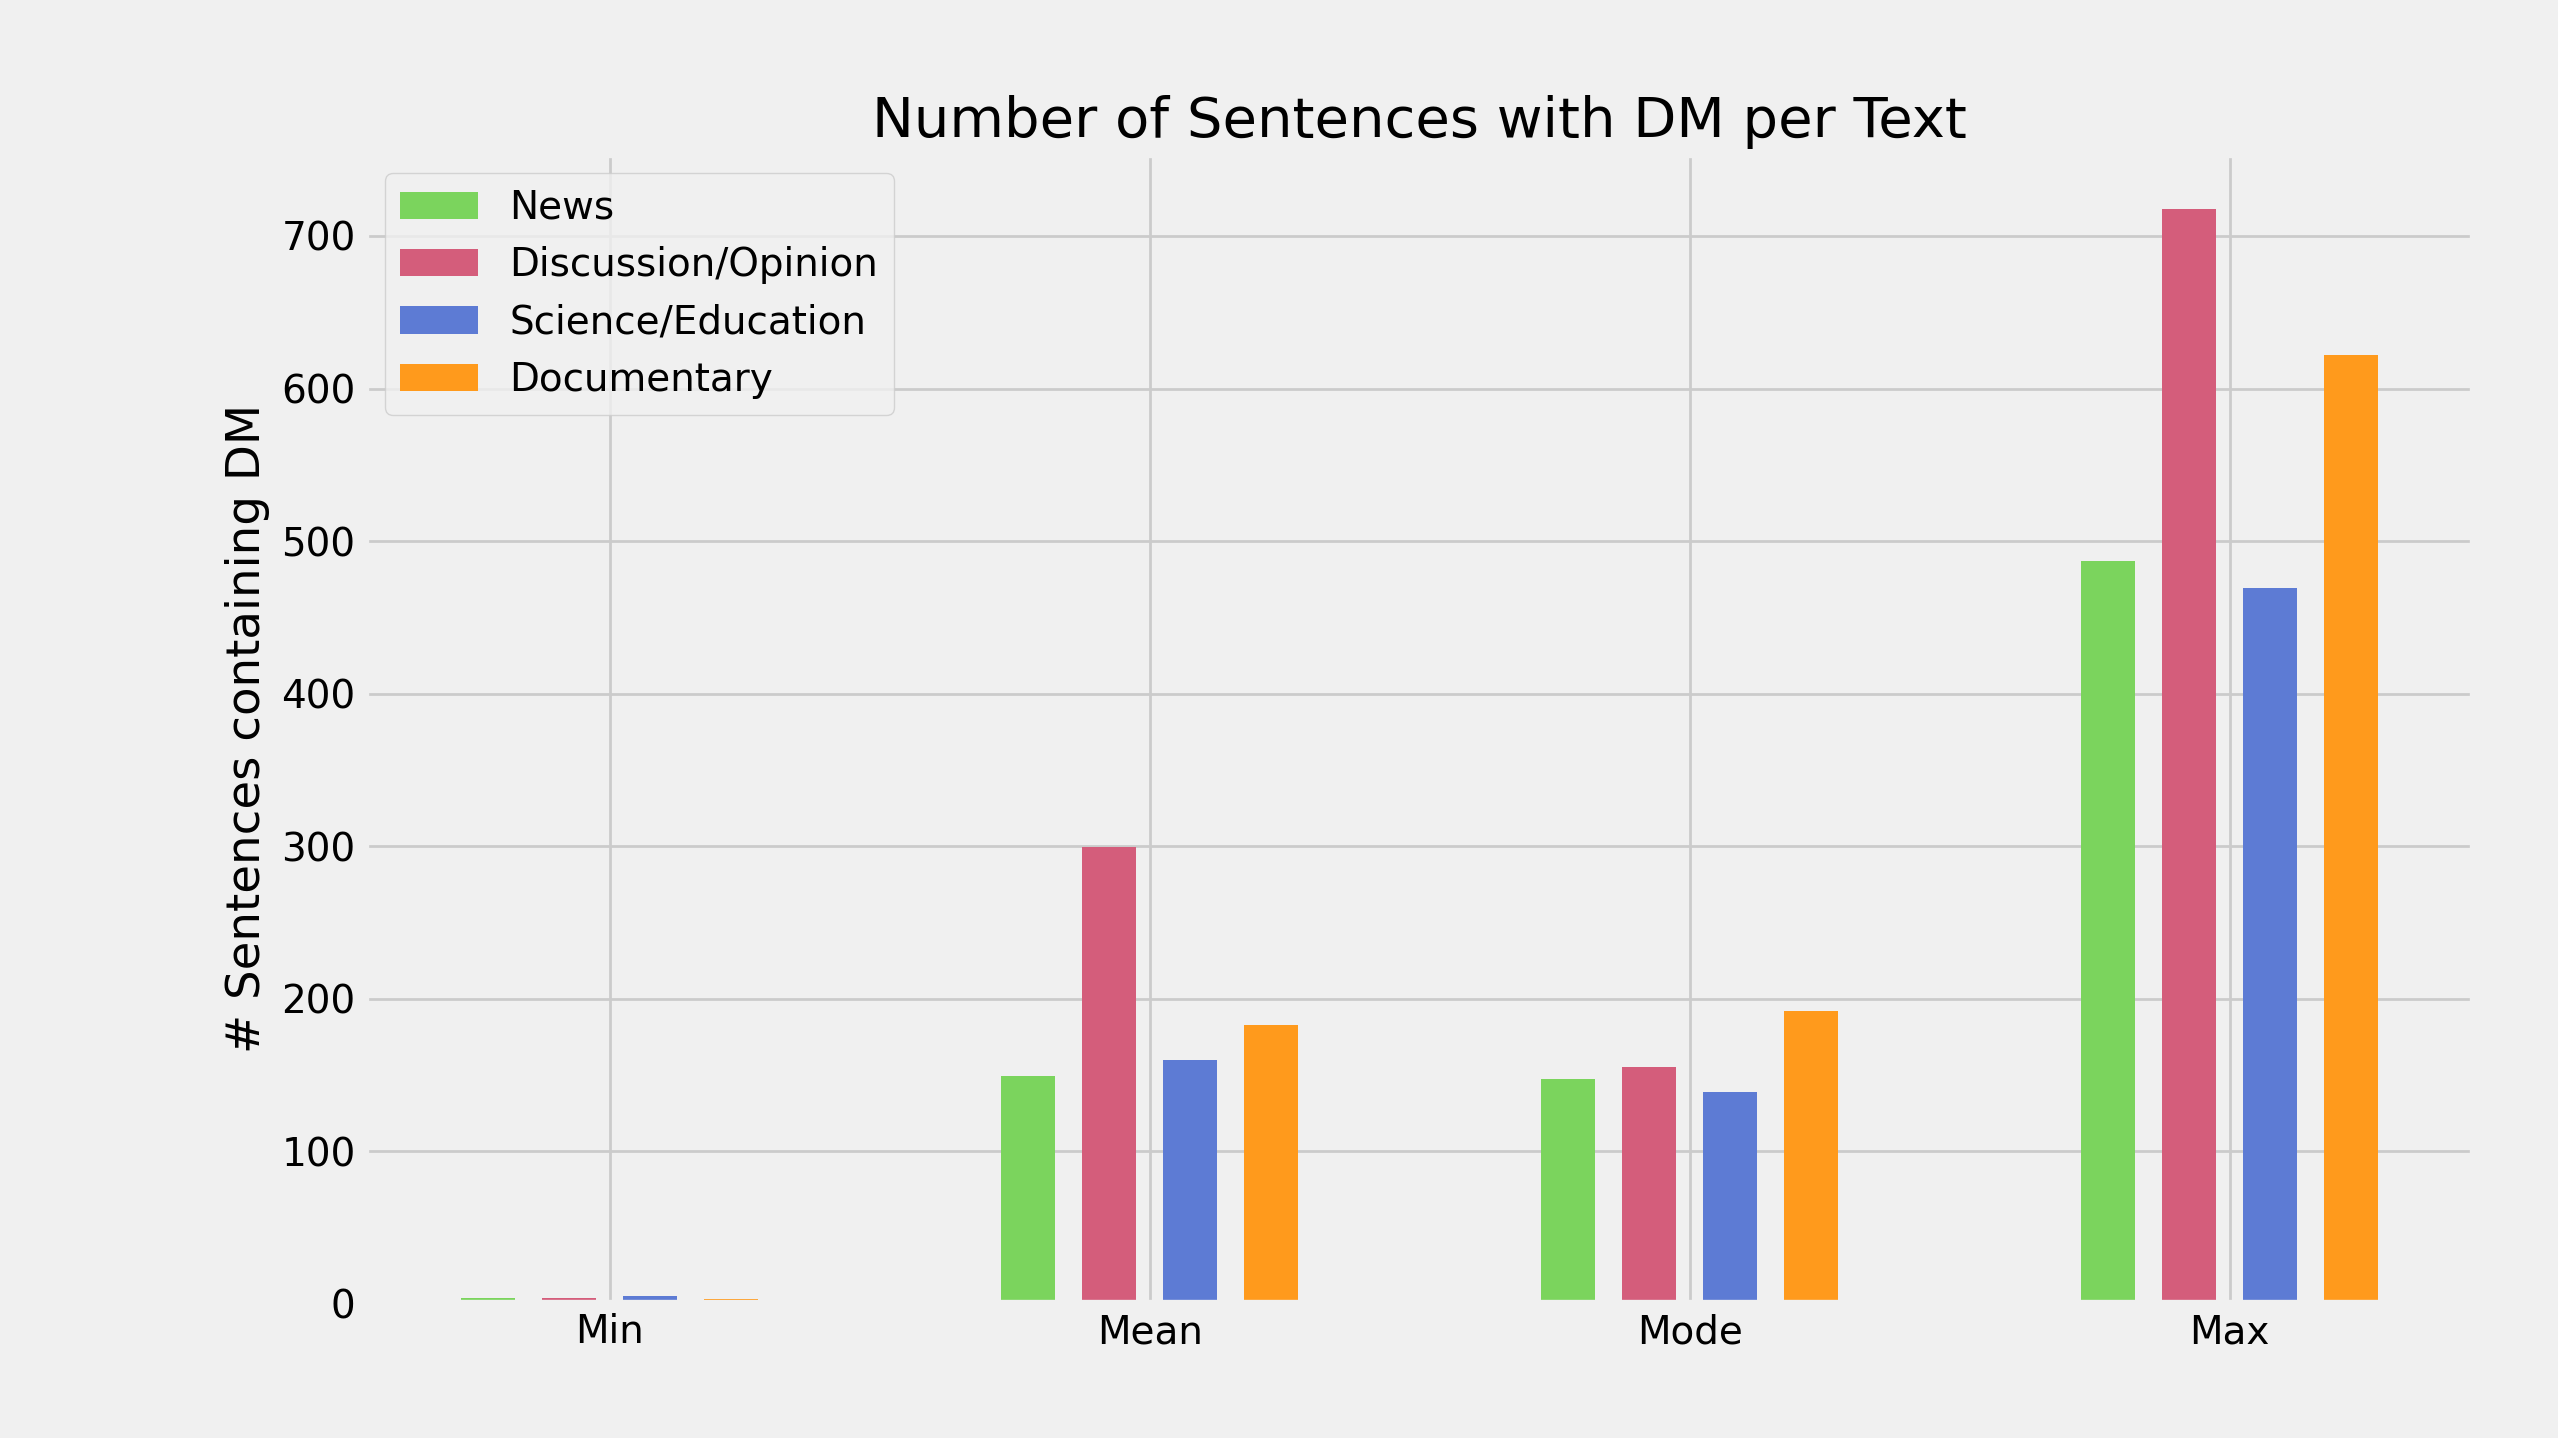 Number of Sentences with DM per Text
News
Discussion/Opinion
Science/Education
Documentary
# Sentences containing DM
700
600
500
400
300
200
100
0
Min
Mean
Mode
Max